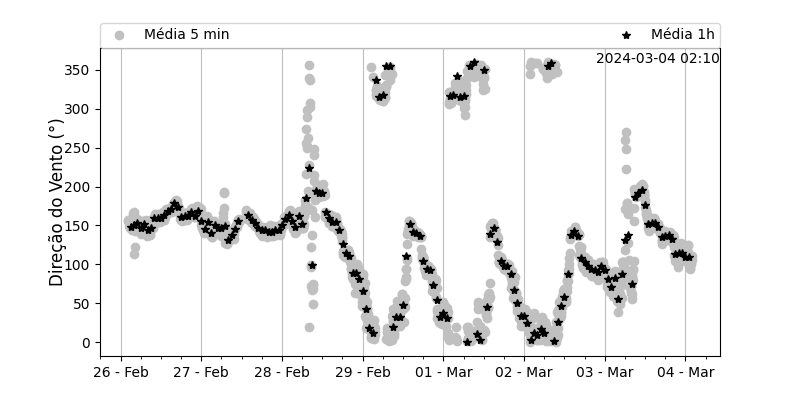 Média 5 min
Média 1h
2024-03-04 02:10
Direção do Vento (°)
350
300
250
200
150
100
50
0
26 - Feb
27 - Feb
28 - Feb
29 - Feb
01 - Mar
02 - Mar
03 - Mar
04 - Mar